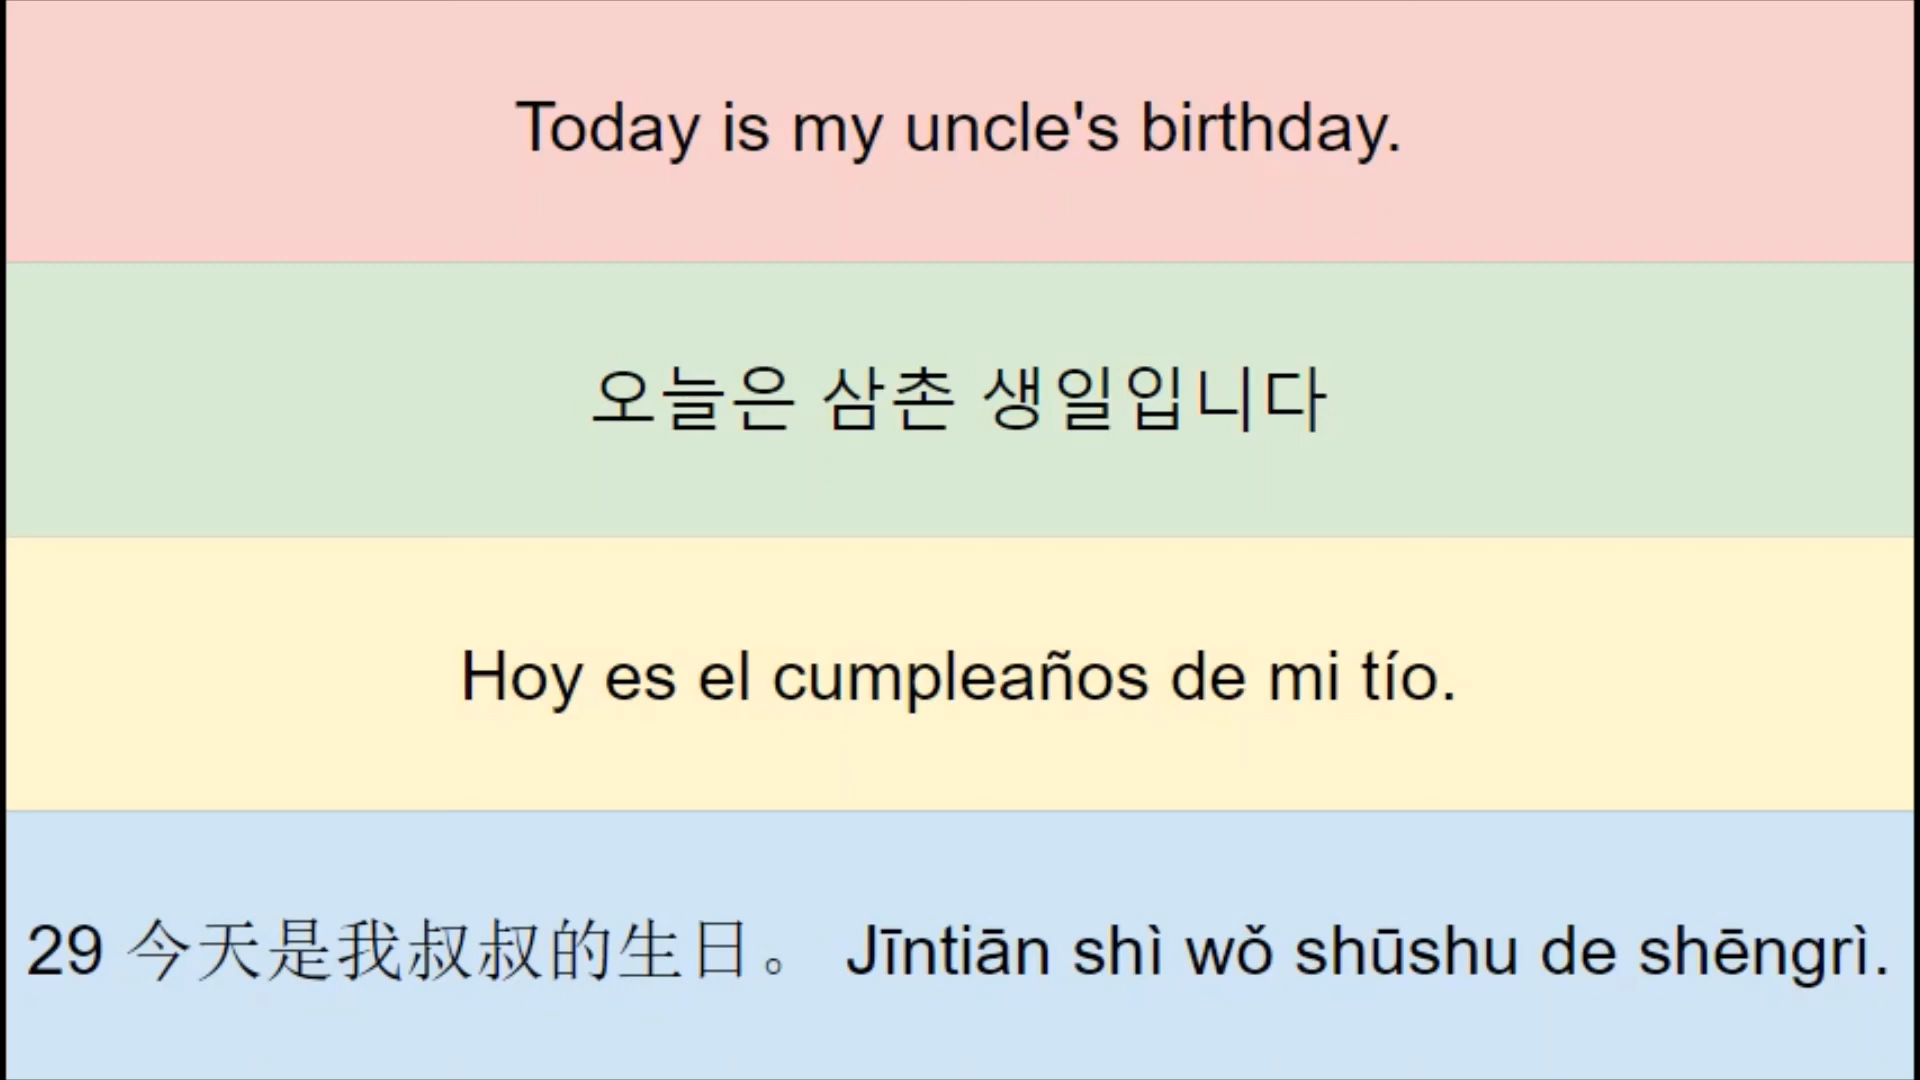 Today is my uncle's birthday.
오늘은 삼촌 생일입니다
Hoy es el cumpleaños de mi tío.
29 今天是我叔叔的生日。 Jīntiān shì wǒ shūshu de shēngrì.